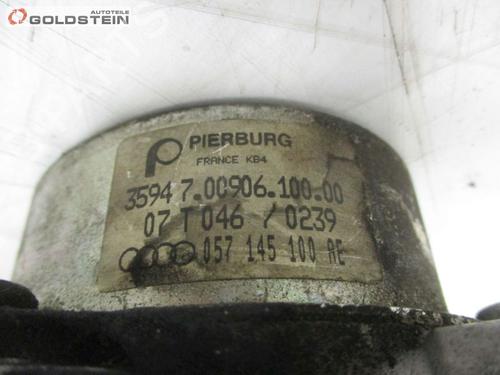 AUTOTEILE
GOLDSTEIN
PIERBURG
FRANCE KB4
3594 7.00906.100.00
07 T 046 / 0239
057 145 100 AE